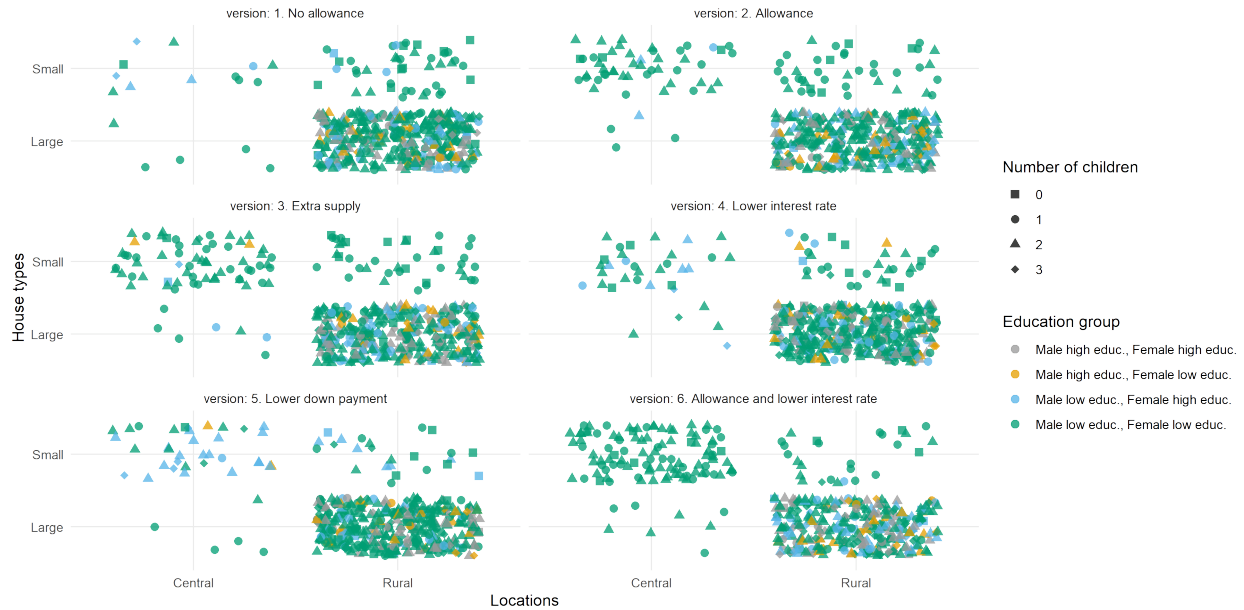 version: 1. No allowance
version: 2. Allowance
Small
Large
version: 3. Extra supply
version: 4. Lower interest rate
Small
Large
version: 5. Lower down payment
version: 6. Allowance and lower interest rate
Small
Large
Central
Rural
Central
Rural
Locations
House types
Number of children
0
1
2
3
Education group
Male high educ., Female high educ.
Male high educ., Female low educ.
Male low educ., Female high educ.
Male low educ., Female low educ.